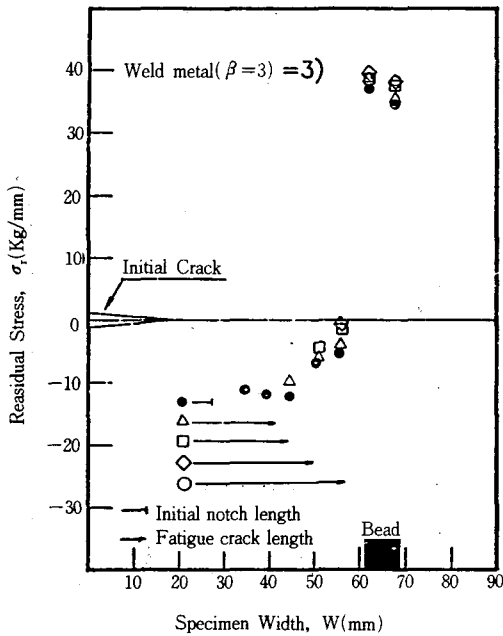 40
Weld metal(β=3) =3)
30
20
10
Initial Crack
0
-10
-20
-30
Reasidual Stress, σr(Kg/mm)
Initial notch length
Fatigue crack length
Bead
10 20 30 40 50 60 70 80 90
Specimen Width, W(mm)